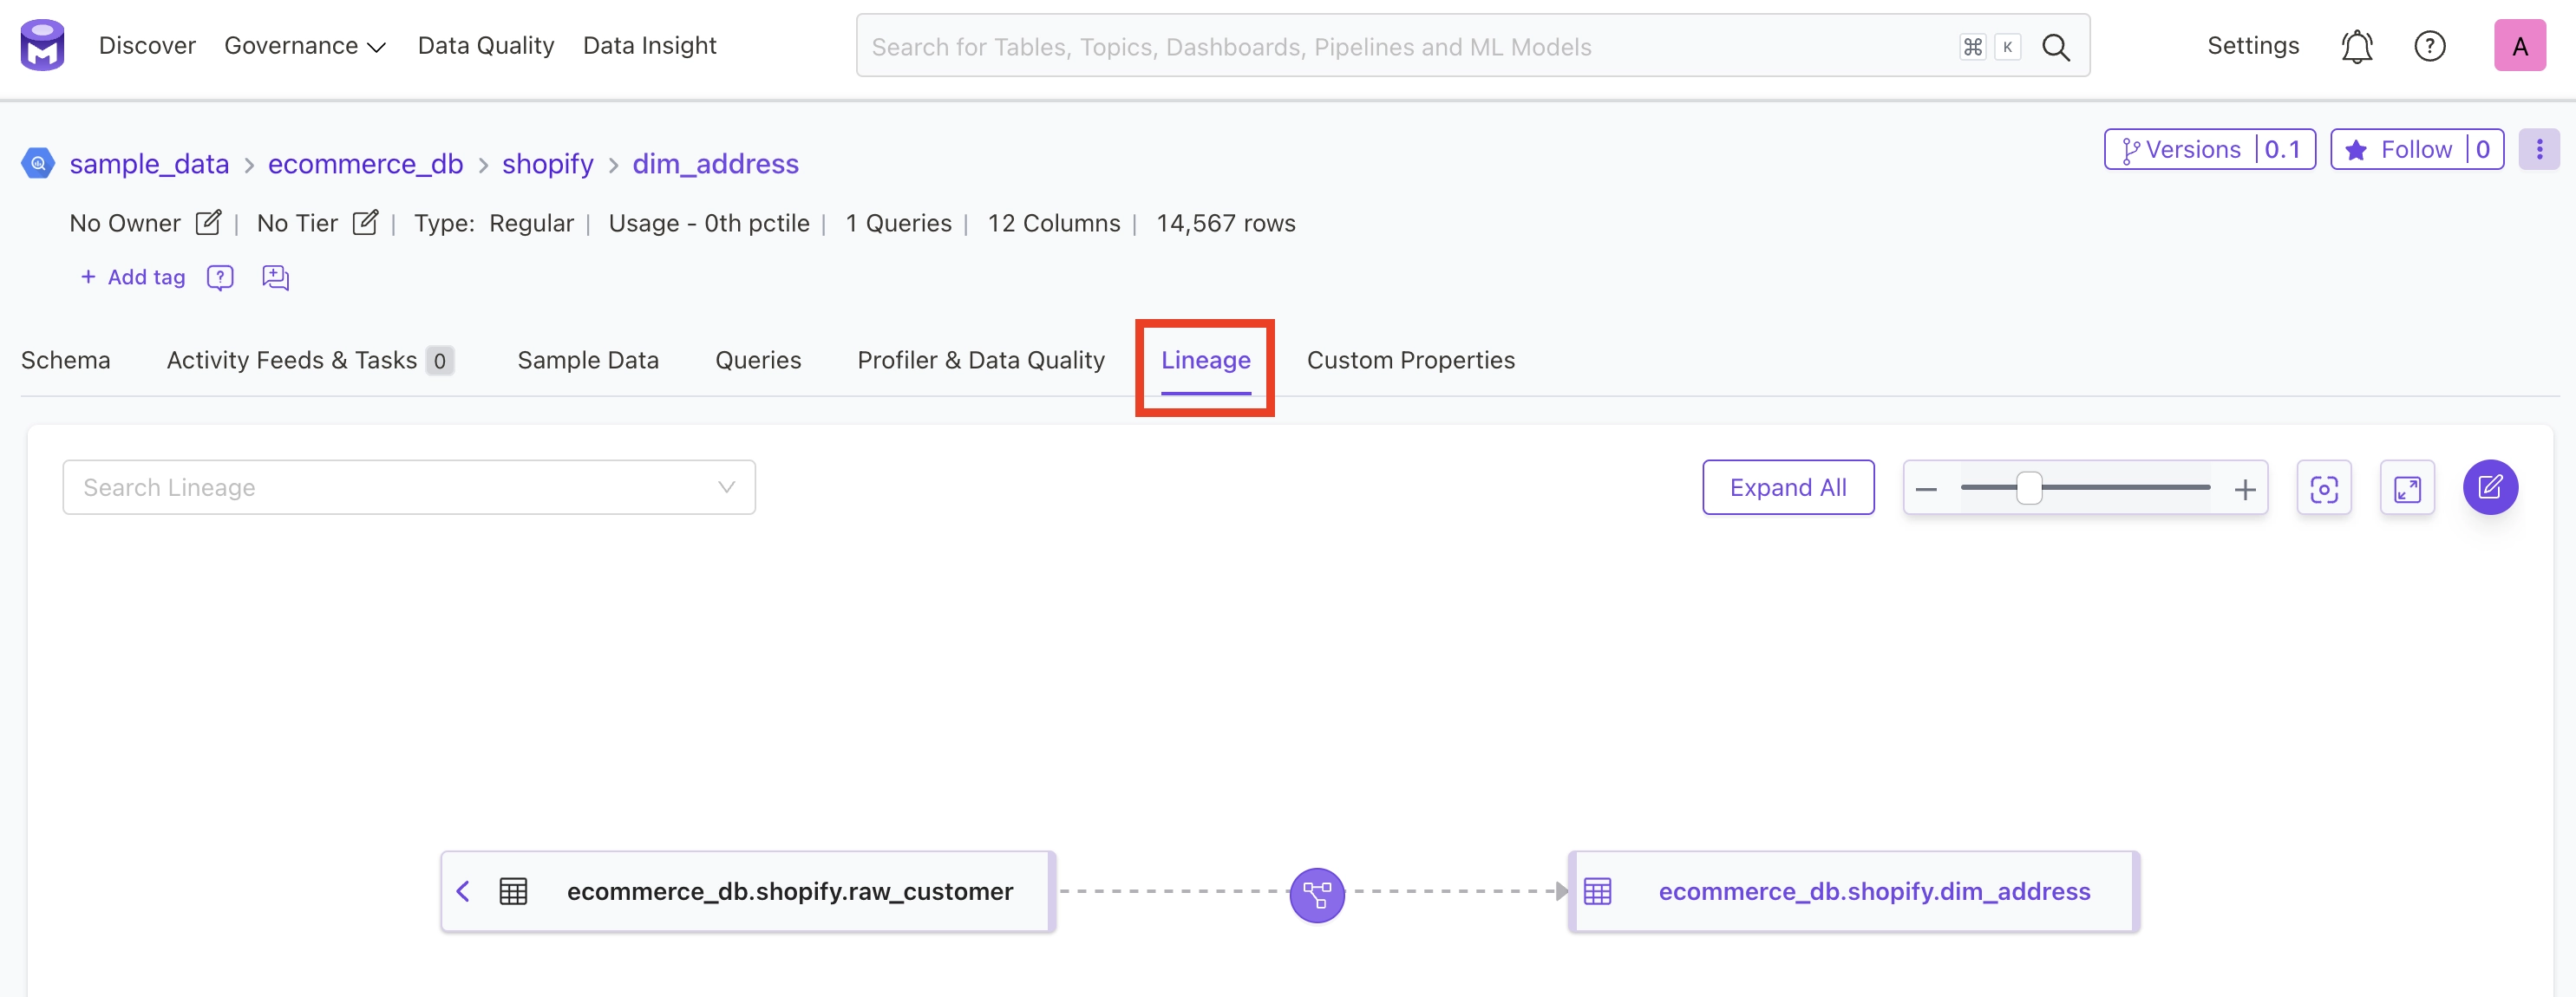 Discover Governance Data Quality Data Insight Search for Tables, Topics, Dashboards, Pipelines and ML Models ⌘ K Settings A
sample_data > ecommerce_db > shopify > dim_address Versions | 0.1 Follow | 0
No Owner | No Tier | Type: Regular | Usage - 0th pctile | 1 Queries | 12 Columns | 14,567 rows
+ Add tag
Schema Activity Feeds & Tasks 0 Sample Data Queries Profiler & Data Quality Lineage Custom Properties
Search Lineage Expand All
ecommerce_db.shopify.raw_customer ecommerce_db.shopify.dim_address